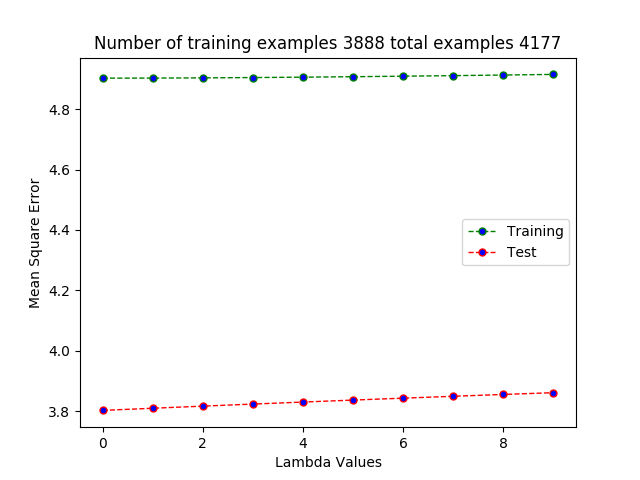 Number of training examples 3888 total examples 4177
Mean Square Error
4.8
4.6
4.4
4.2
4.0
3.8
Training
Test
0 2 4 6 8
Lambda Values